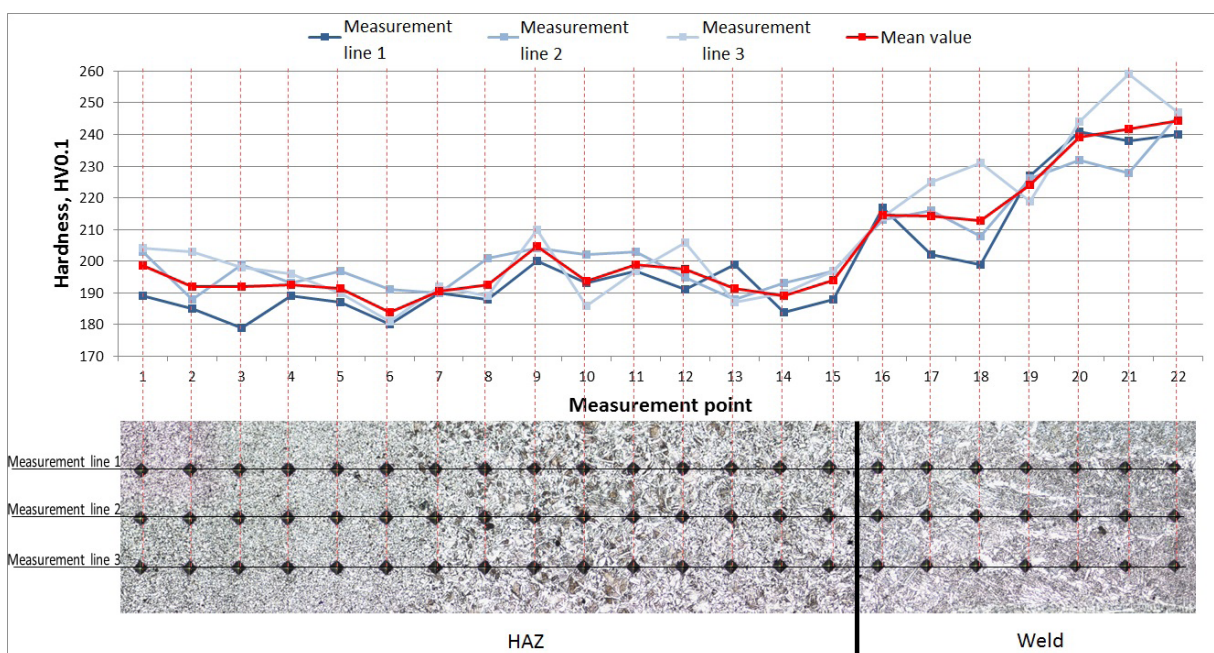 Measurement line 1
Measurement line 2
Measurement line 3
Mean value
Hardness, HV0.1
260
250
240
230
220
210
200
190
180
170
1 2 3 4 5 6 7 8 9 10 11 12 13 14 15 16 17 18 19 20 21 22
Measurement point
Measurement line 1
Measurement line 2
Measurement line 3
HAZ
Weld